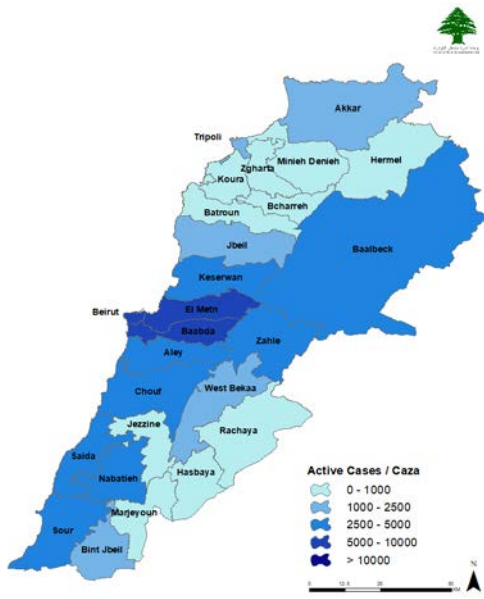 Akkar
Tripoli
Minieh Denieh
Zgharta
Hermel
Koura
Bcharreh
Batroun
Jbeil
Baalbeck
Keserwan
El Metn
Beirut
Baabda
Zahle
Aley
West Bekaa
Chouf
Jezzine
Rachaya
Saida
Hasbaya
Nabatieh
Marjeyoun
Sour
Bint Jbeil
Active Cases / Caza
0 - 1000
1000 - 2500
2500 - 5000
5000 - 10000
> 10000
N